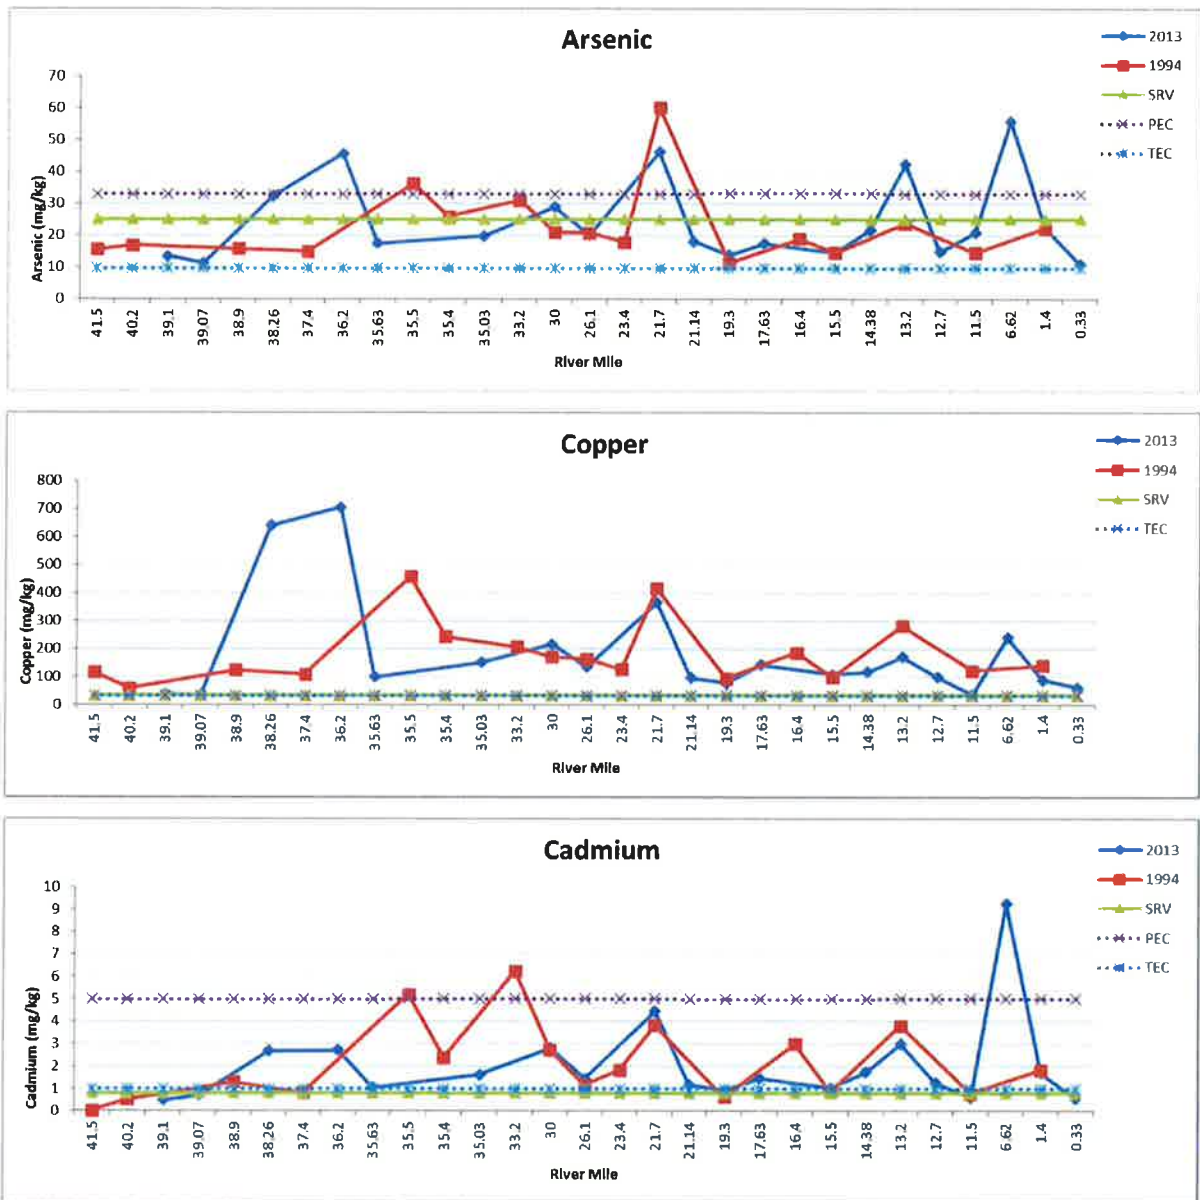 Arsenic
2013
1994
SRV
PEC
TEC
Arsenic (mg/kg)
70
60
50
40
30
20
10
0
41.5 40.2 39.1 39.07 38.9 38.26 37.4 36.2 35.63 35.5 35.4 35.03 33.2 30 26.1 23.4 21.7 21.14 19.3 17.63 16.4 15.5 14.38 13.2 12.7 11.5 6.62 1.4 0.33
River Mile
Copper
2013
1994
SRV
TEC
Copper (mg/kg)
800
700
600
500
400
300
200
100
0
41.5 40.2 39.1 39.07 38.9 38.26 37.4 36.2 35.63 35.5 35.4 35.03 33.2 30 26.1 23.4 21.7 21.14 19.3 17.63 16.4 15.5 14.38 13.2 12.7 11.5 6.62 1.4 0.33
River Mile
Cadmium
2013
1994
SRV
PEC
TEC
Cadmium (mg/kg)
10
9
8
7
6
5
4
3
2
1
0
41.5 40.2 39.1 39.07 38.9 38.26 37.4 36.2 35.63 35.5 35.4 35.03 33.2 30 26.1 23.4 21.7 21.14 19.3 17.63 16.4 15.5 14.38 13.2 12.7 11.5 6.62 1.4 0.33
River Mile